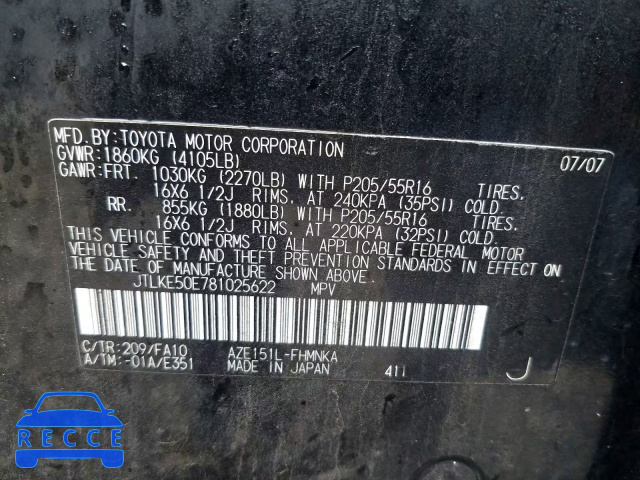 MFD.BY:TOYOTA MOTOR CORPORATION 07/07
GVWR:1860KG (4105LB)
GAWR:FRT. 1030KG (2270LB) WITH P205/55R16 TIRES.
16X6 1/2J RIMS. AT 240KPA (35PSI) COLD.
RR. 855KG (1880LB) WITH P205/55R16 TIRES.
16X6 1/2J RIMS. AT 220KPA (32PSI) COLD.
THIS VEHICLE CONFORMS TO ALL APPLICABLE FEDERAL MOTOR
VEHICLE SAFETY AND THEFT PREVENTION STANDARDS IN EFFECT ON
THE DATE OF MANUFACTURE SHOWN ABOVE.
JTLKE50E781025622 MPV
C/TR:209/FA10 AZE151L-FHMNKA
A/TM:-01A/E351 MADE IN JAPAN 411 J
RECCE